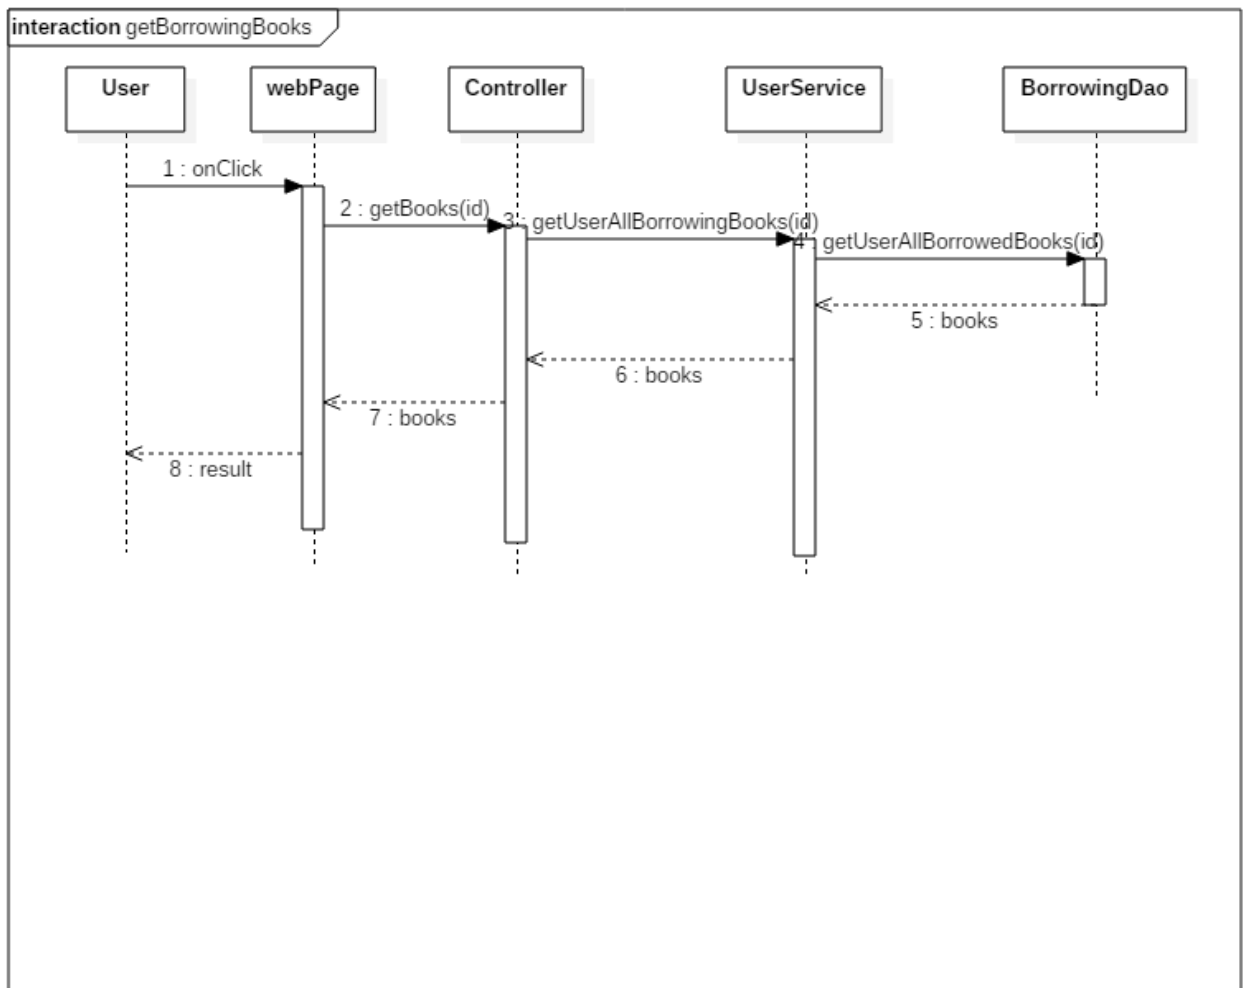 interaction getBorrowingBooks
User
webPage
Controller
UserService
BorrowingDao
1 : onClick
2 : getBooks(id)
3 : getUserAllBorrowingBooks(id)
4 : getUserAllBorrowedBooks(id)
5 : books
6 : books
7 : books
8 : result